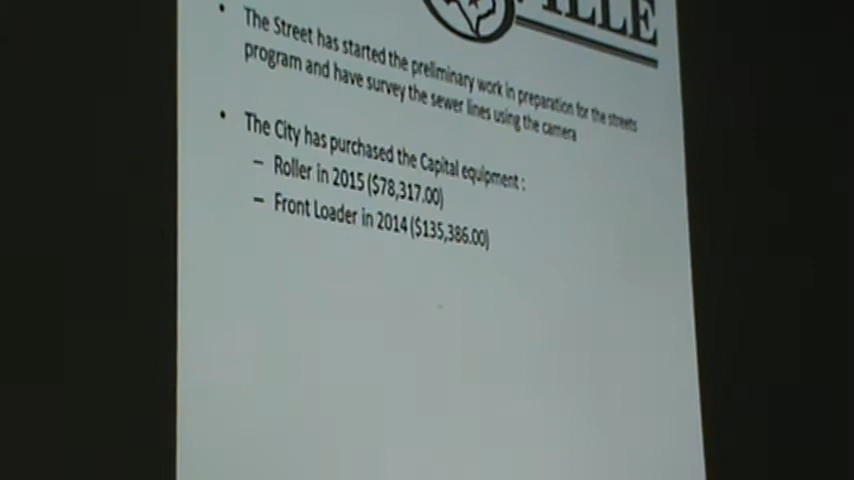 VILLE
• The Street has started the preliminary work in preparation for the streets
program and have survey the sewer lines using the camera
• The City has purchased the Capital equipment :
– Roller in 2015 ($78,317.00)
– Front Loader in 2014 ($135,386.00)